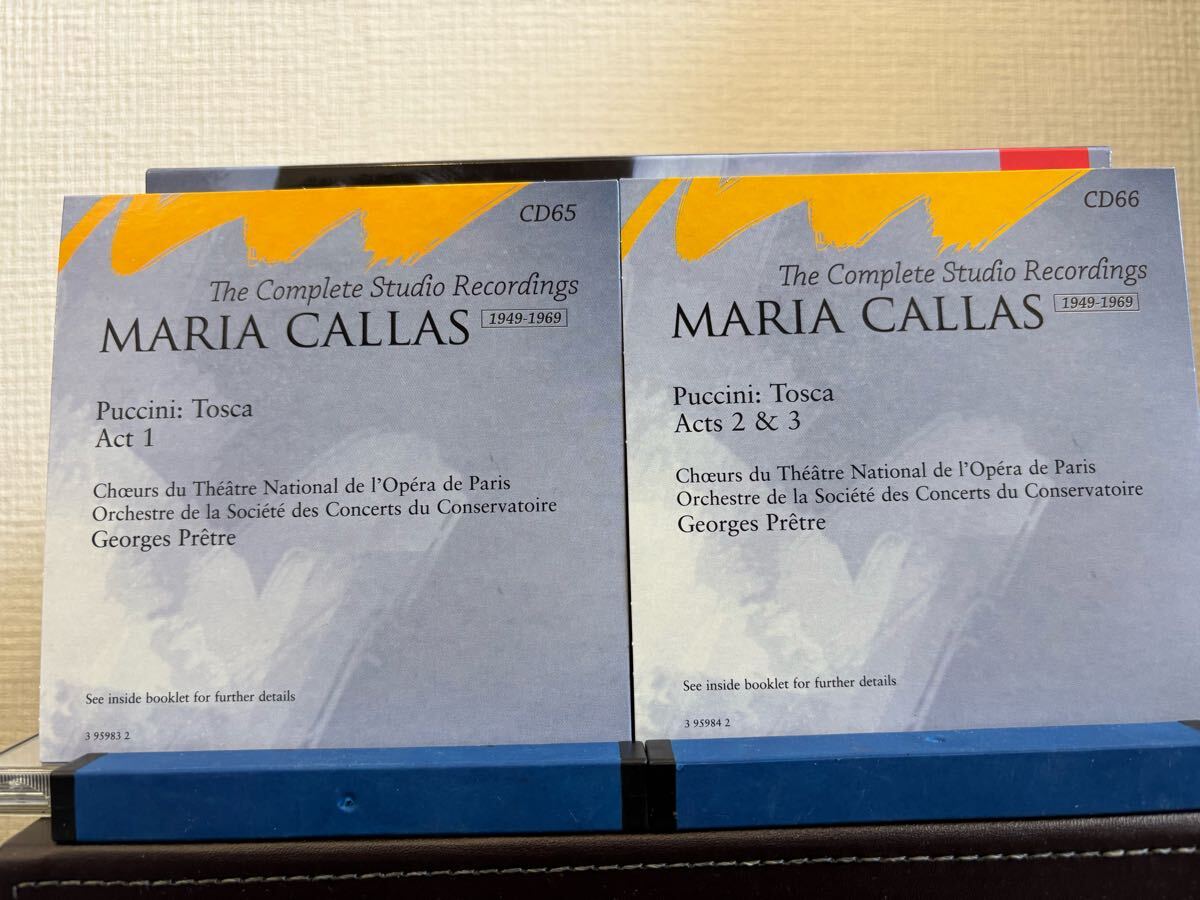 CD65
The Complete Studio Recordings
MARIA CALLAS 1949-1969
Puccini: Tosca
Act 1
Chœurs du Théâtre National de l'Opéra de Paris
Orchestre de la Société des Concerts du Conservatoire
Georges Prêtre
See inside booklet for further details
3 95983 2
CD66
The Complete Studio Recordings
MARIA CALLAS 1949-1969
Puccini: Tosca
Acts 2 & 3
Chœurs du Théâtre National de l'Opéra de Paris
Orchestre de la Société des Concerts du Conservatoire
Georges Prêtre
See inside booklet for further details
3 95984 2